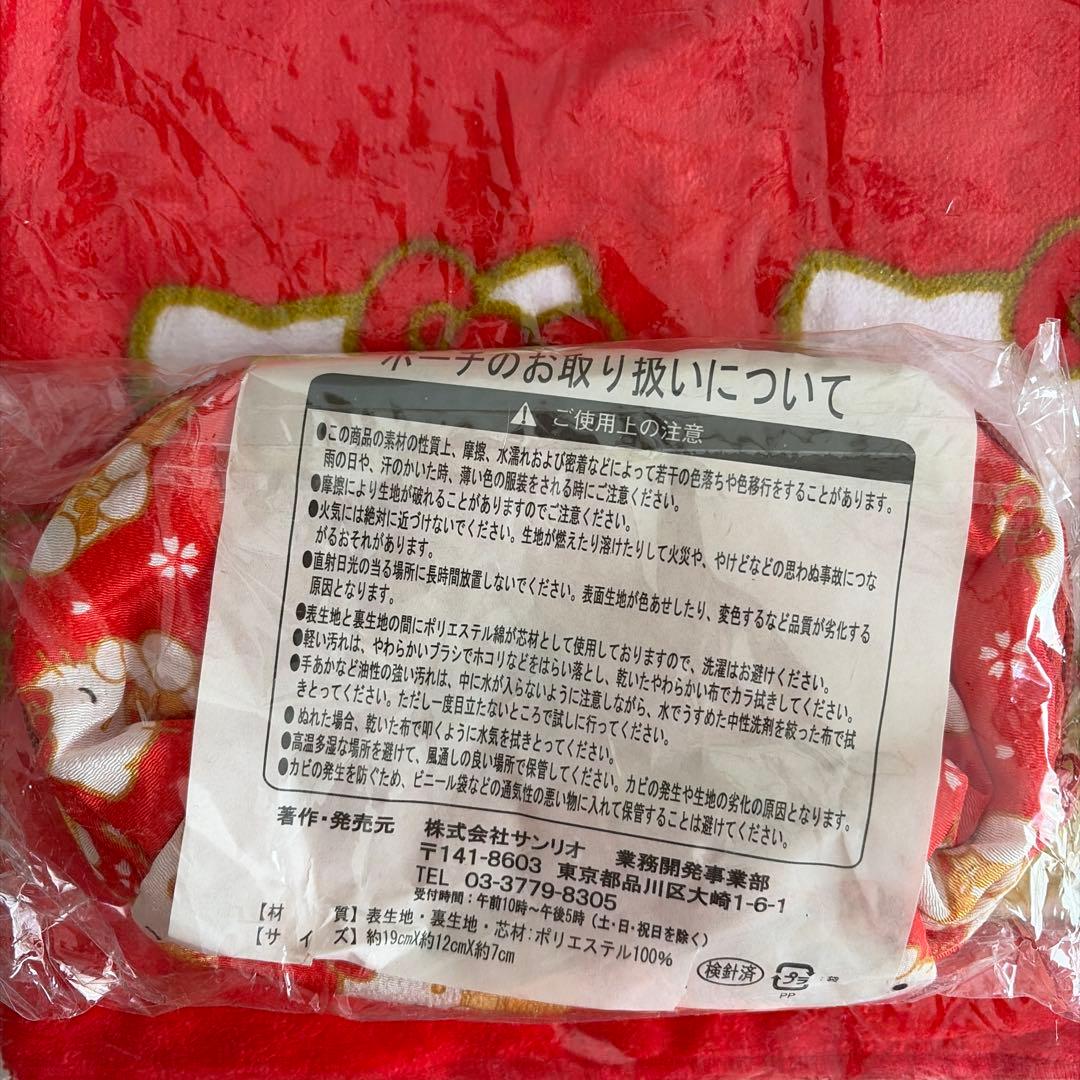 ポーチのお取り扱いについて
ご使用上の注意
●この商品の素材の性質上、摩擦、水濡れおよび密着などによって若干の色落ちや色移行をすることがあります。
雨の日や、汗のかいた時、薄い色の服装をされる時にご注意ください。
●摩擦により生地が破れることがありますのでご注意ください。
●火気には絶対に近づけないでください。生地が燃えたり溶けたりして火災や、やけどなどの思わぬ事故につな
がるおそれがあります。
●直射日光の当る場所に長時間放置しないでください。表面生地が色あせしたり、変色するなど品質が劣化する
原因となります。
●表生地と裏生地の間にポリエステル綿が芯材として使用しておりますので、洗濯はお避けください。
●軽い汚れは、やわらかいブラシでホコリなどをはらい落とし、乾いたやわらかい布でカラ拭きしてください。
●手あかなど油性の強い汚れは、中に水が入らないように注意しながら、水でうすめた中性洗剤を絞った布で拭
きとってください。ただし一度目立たないところで試しに行ってください。
●ぬれた場合、乾いた布で叩くように水気を拭きとってください。
●高温多湿な場所を避けて、風通しの良い場所で保管してください。カビの発生や生地の劣化の原因となります。
●カビの発生を防ぐため、ビニール袋などの通気性の悪い物に入れて保管することは避けてください。
著作・発売元 株式会社サンリオ 業務開発事業部
〒141-8603 東京都品川区大崎1-6-1
TEL 03-3779-8305
受付時間：午前10時〜午後5時（土・日・祝日を除く）
【材 質】表生地・裏生地・芯材：ポリエステル100%
【サ イ ズ】約19cmX約12cmX約7cm
検針済
プラ
：袋
PP